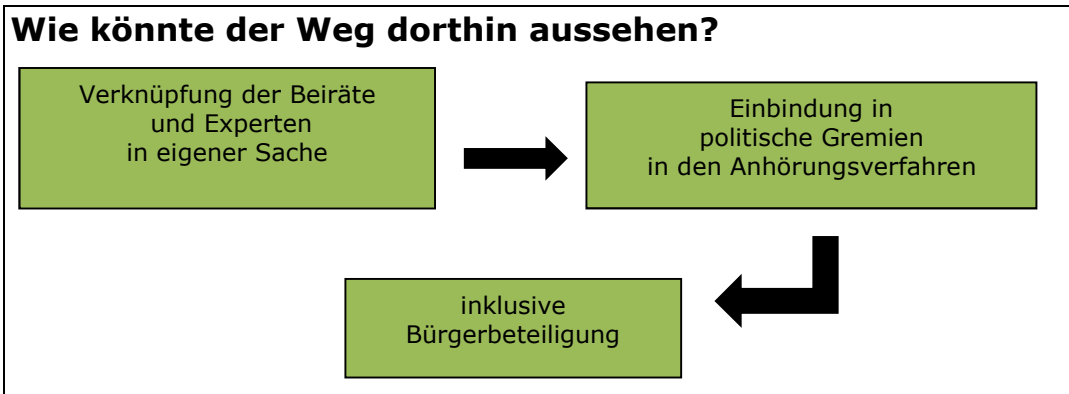 Wie könnte der Weg dorthin aussehen?
Verknüpfung der Beiräte
und Experten
in eigener Sache
Einbindung in
politische Gremien
in den Anhörungsverfahren
inklusive
Bürgerbeteiligung